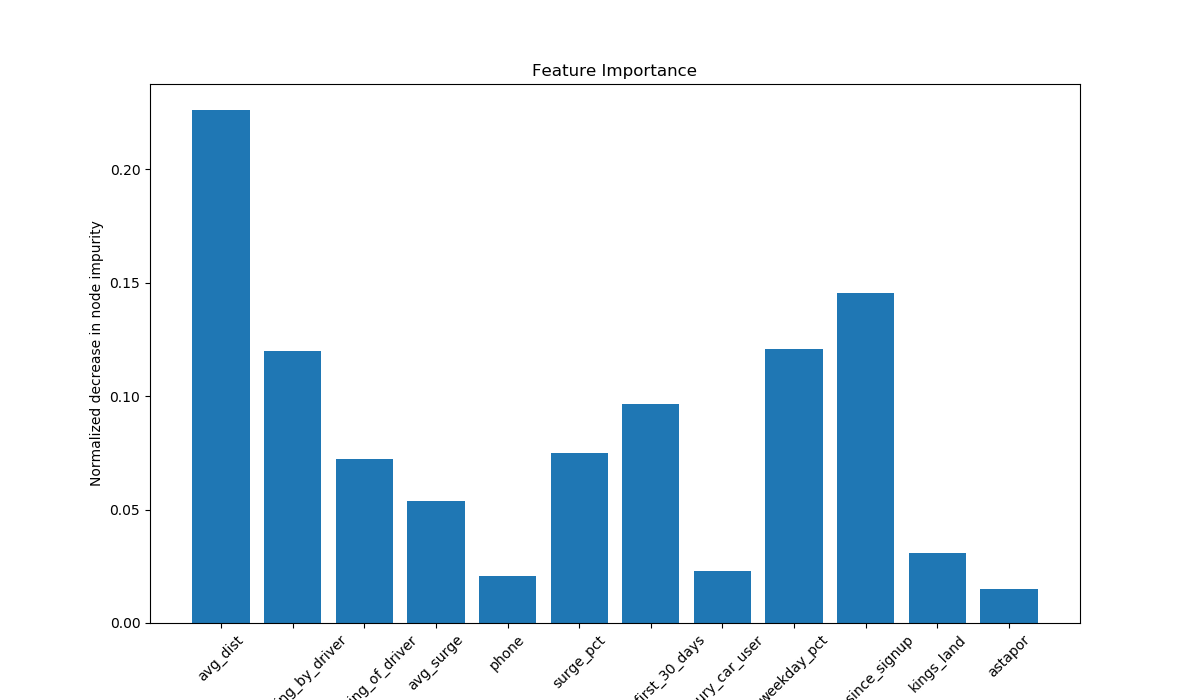 Feature Importance
Normalized decrease in node impurity
0.20
0.15
0.10
0.05
0.00
avg_dist
ing_by_driver
ing_of_driver
avg_surge
phone
surge_pct
first_30_days
ury_car_user
weekday_pct
since_signup
kings_land
astapor